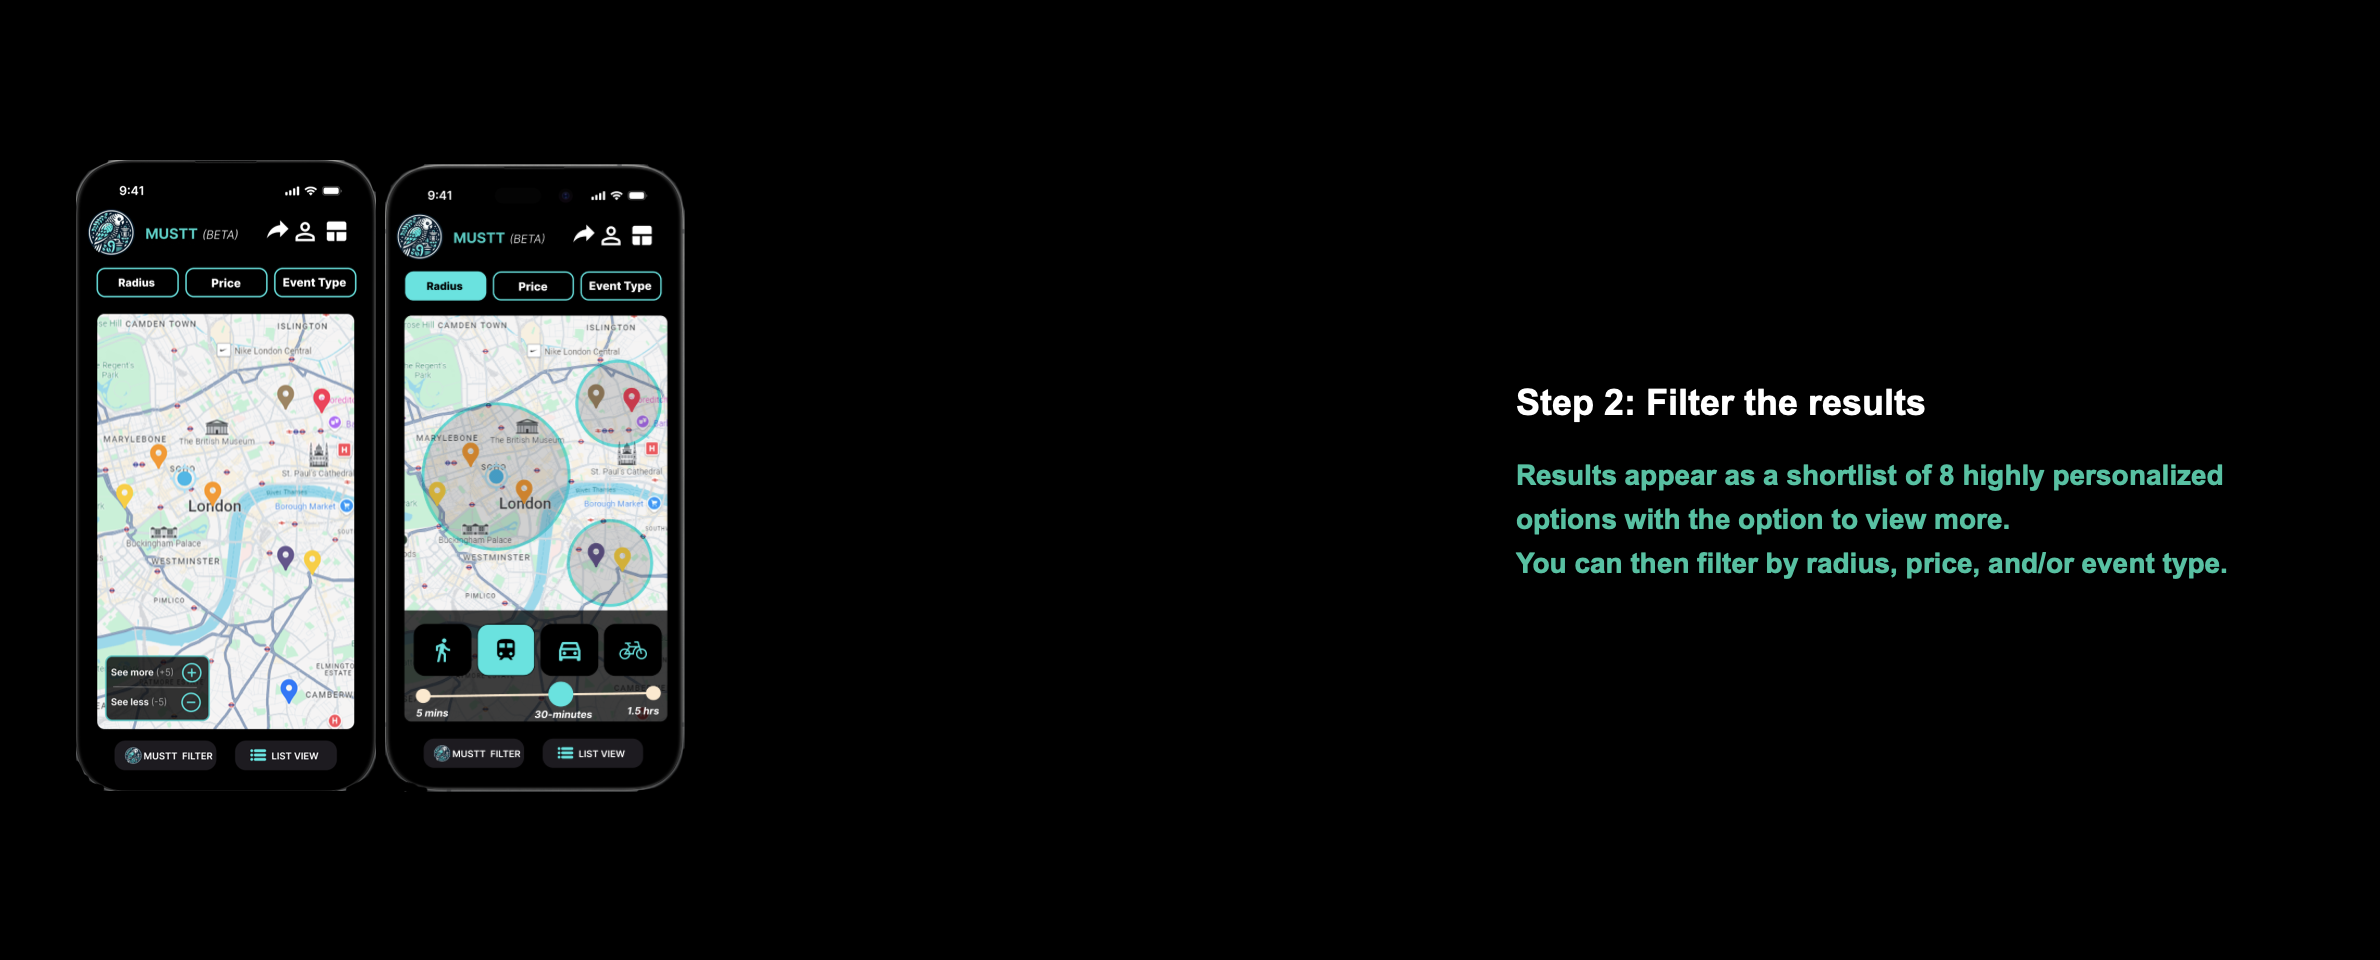 9:41
MUSTT (BETA)
Radius
Price
Event Type
CAMDEN TOWN
ISLINGTON
Nike London Central
Regent's
Park
MARYLEBONE
The British Museum
SOHO
St. Paul's Cathedral
River Thames
London
Borough Market
Buckingham Palace
WESTMINSTER
PIMLICO
ELMINGTO
ESTATE
CAMBERW
See more (+5)
See less (-5)
MUSTT FILTER
LIST VIEW
9:41
MUSTT (BETA)
Radius
Price
Event Type
CAMDEN TOWN
ISLINGTON
Nike London Central
Regent's
Park
MARYLEBONE
The British Museum
SOHO
St. Paul's Cathedral
River Thames
London
Borough Market
Buckingham Palace
WESTMINSTER
PIMLICO
5 mins
30-minutes
1.5 hrs
MUSTT FILTER
LIST VIEW
Step 2: Filter the results
Results appear as a shortlist of 8 highly personalized
options with the option to view more.
You can then filter by radius, price, and/or event type.